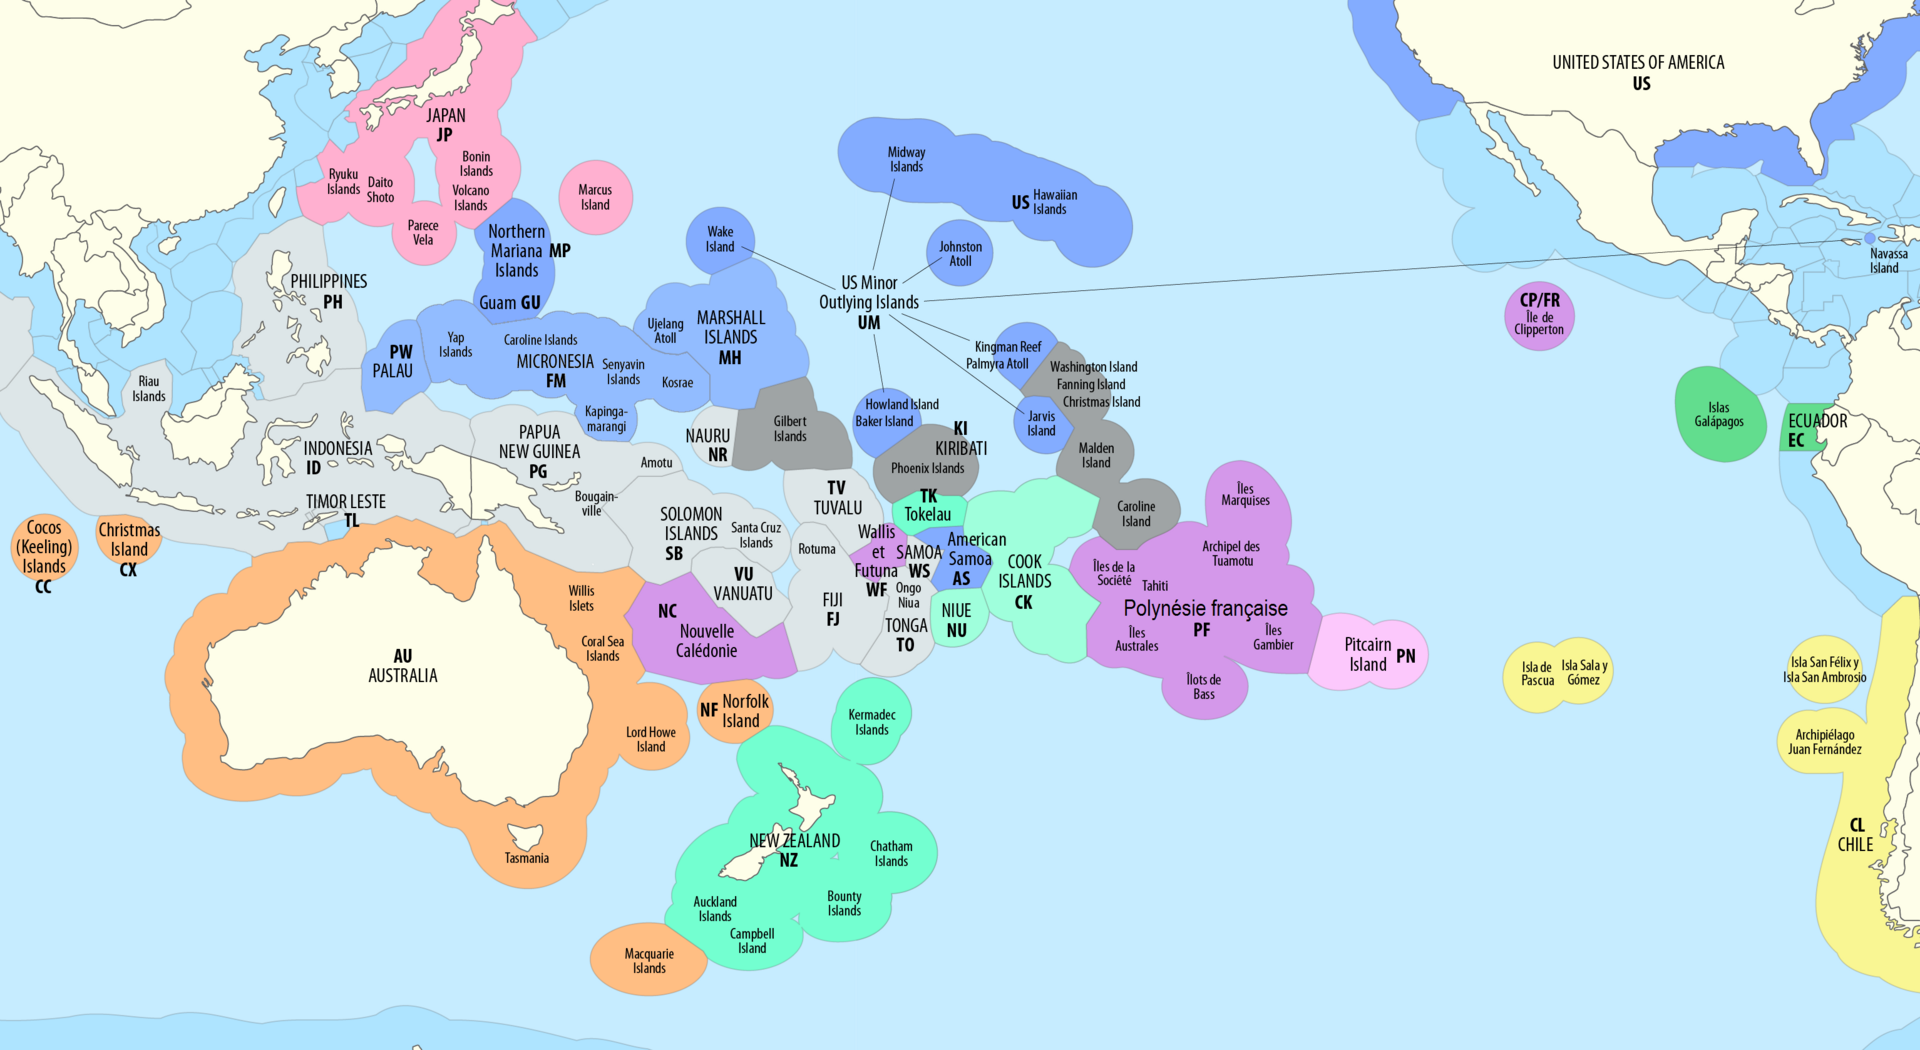 UNITED STATES OF AMERICA
US
JAPAN
JP
Bonin
Islands
Ryuku
Islands
Daito
Shoto
Volcano
Islands
Parece
Vela
Marcus
Island
Midway
Islands
US Hawaiian
Islands
Wake
Island
Johnston
Atoll
Northern
Mariana MP
Islands
Guam GU
PHILIPPINES
PH
US Minor
Outlying Islands
UM
Navassa
Island
CP/FR
Île de
Clipperton
PW
PALAU
Yap
Islands
Caroline Islands
MICRONESIA
FM
Senyavin
Islands
Kosrae
Kapinga-
marangi
Ujelang
Atoll
MARSHALL
ISLANDS
MH
Kingman Reef
Palmyra Atoll
Washington Island
Fanning Island
Christmas Island
Riau
Islands
Howland Island
Baker Island
Jarvis
Island
Islas
Galápagos
ECUADOR
EC
INDONESIA
ID
PAPUA
NEW GUINEA
PG
NAURU
NR
Gilbert
Islands
KI
KIRIBATI
Phoenix Islands
Malden
Island
Amotu
Bougain-
ville
TIMOR LESTE
TL
SOLOMON
ISLANDS
SB
Santa Cruz
Islands
TV
TUVALU
TK
Tokelau
Caroline
Island
Îles
Marquises
Cocos
(Keeling)
Islands
CC
Christmas
Island
CX
Rotuma
Wallis
et
Futuna
WF
SAMOA
WS
American
Samoa
AS
COOK
ISLANDS
CK
Îles de la
Société
Archipel des
Tuamotu
Tahiti
Polynésie française
PF
Îles
Australes
Îles
Gambier
Îlots de
Bass
Pitcairn
Island PN
VU
VANUATU
FIJI
FJ
Ongo
Niua
TONGA
TO
NIUE
NU
Willis
Islets
Coral Sea
Islands
NC
Nouvelle
Calédonie
AU
AUSTRALIA
NF Norfolk
Island
Lord Howe
Island
Kermadec
Islands
Isla de
Pascua
Isla Sala y
Gómez
Isla San Félix y
Isla San Ambrosio
Archipiélago
Juan Fernández
CL
CHILE
Tasmania
NEW ZEALAND
NZ
Chatham
Islands
Bounty
Islands
Auckland
Islands
Campbell
Island
Macquarie
Islands